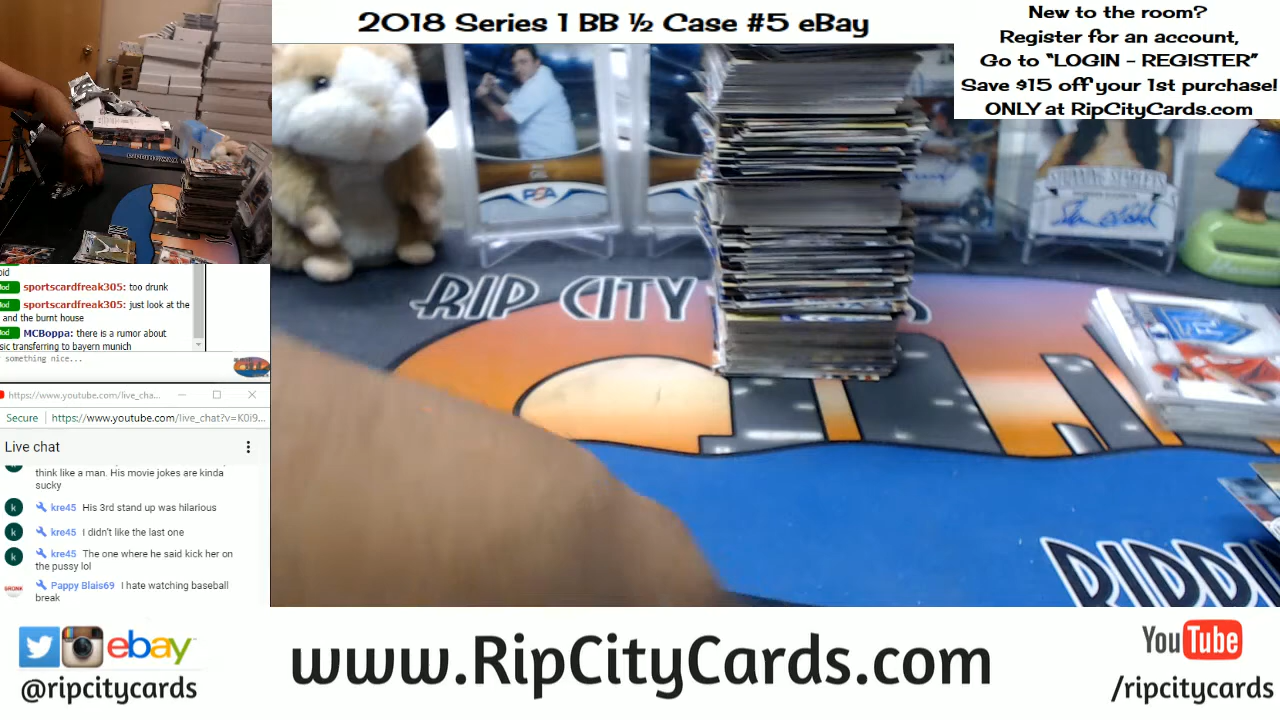 2018 Series 1 BB ½ Case #5 eBay
New to the room?
Register for an account,
Go to “LOGIN - REGISTER”
Save $15 off your 1st purchase!
ONLY at RipCityCards.com
PSA
RIP CITY
RIPPI
sportscardfreak305: too drunk
sportscardfreak305: just look at the
and the burnt house
MCBoppa: there is a rumor about
sic transferring to bayern munich
something nice...
https://www.youtube.com/live_cha...
Secure
https://www.youtube.com/live_chat?v=K0i9...
Live chat
think like a man. His movie jokes are kinda
sucky
k kre45 His 3rd stand up was hilarious
k kre45 I didn't like the last one
k kre45 The one where he said kick her on
the pussy lol
Pappy Blais69 I hate watching baseball
break
ebay
@ripcitycards
www.RipCityCards.com
YouTube
/ripcitycards